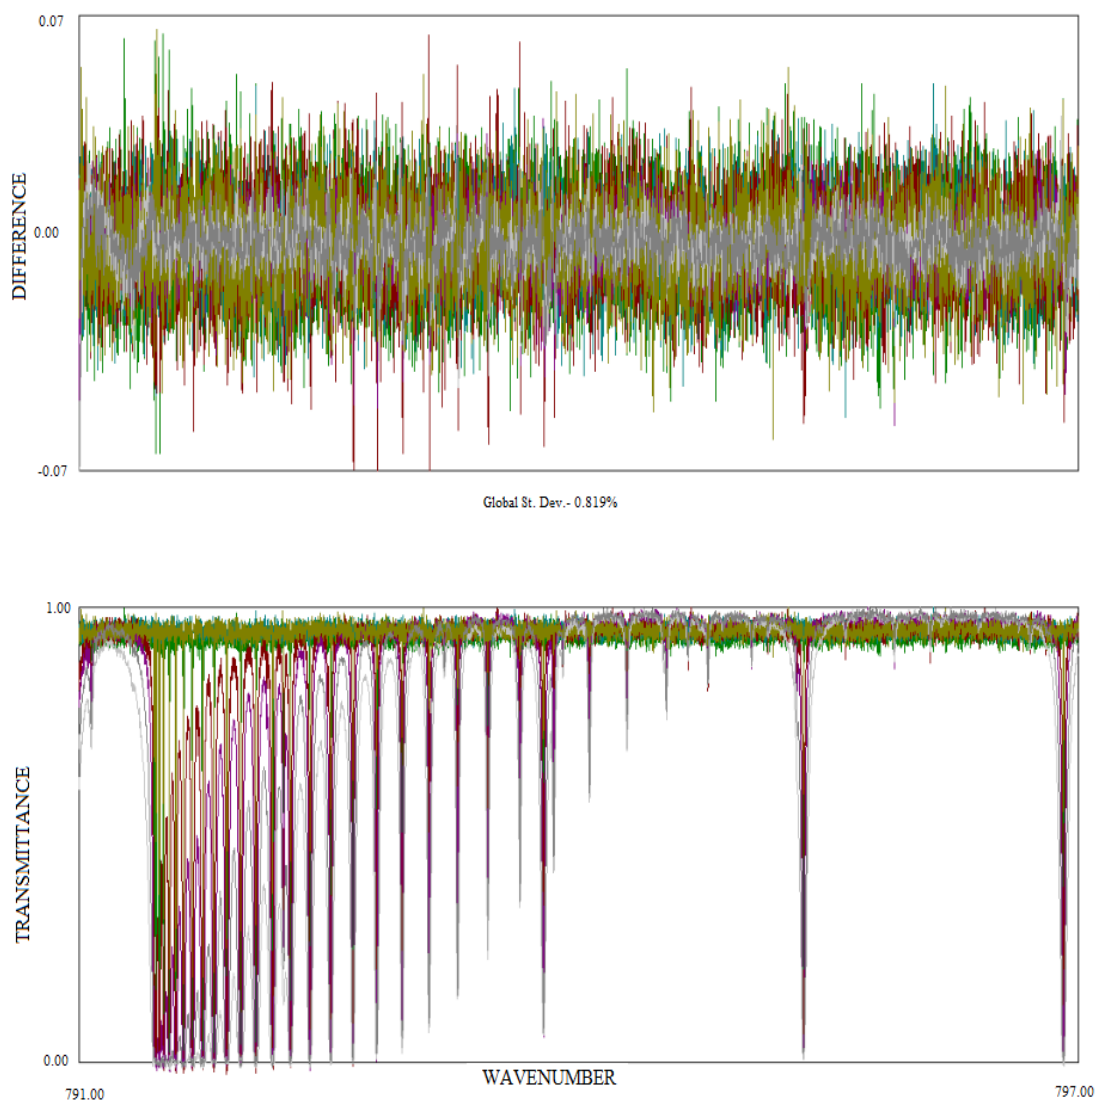 0.07
DIFFERENCE
0.00
-0.07
Global St. Dev.- 0.819%
1.00
TRANSMITTANCE
0.00
WAVENUMBER
791.00
797.00